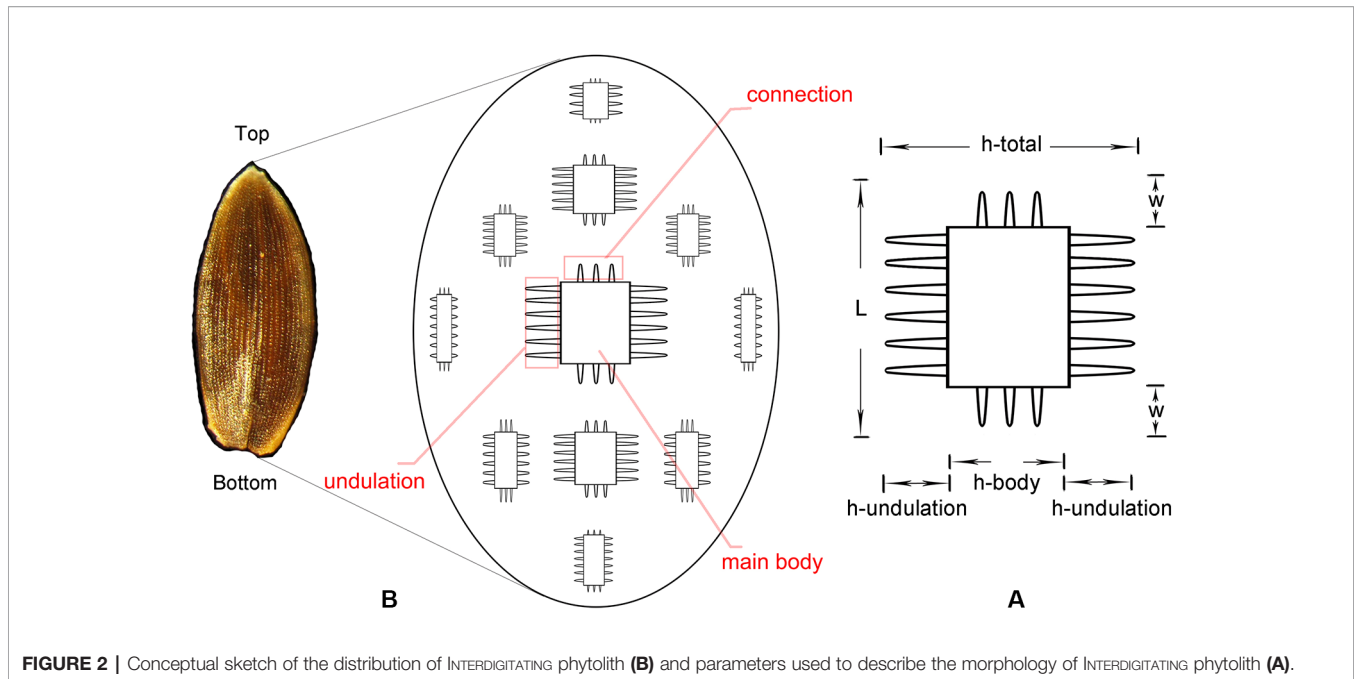 Top
Bottom
connection
undulation
main body
B
h-total
W
L
W
h-body
h-undulation
h-undulation
A
FIGURE 2 | Conceptual sketch of the distribution of INTERDIGITATING phytolith (B) and parameters used to describe the morphology of INTERDIGITATING phytolith (A).